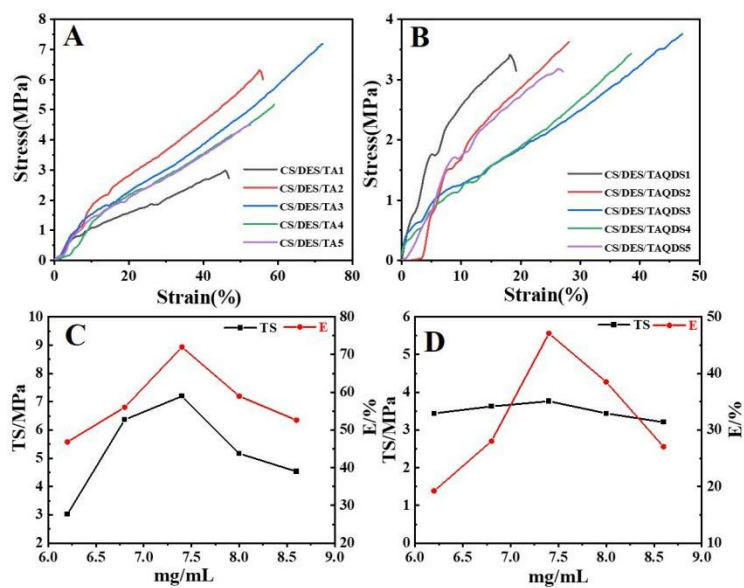 A
Stress(MPa)
8
7
6
5
4
3
2
1
0
0 20 40 60 80
Strain(%)
CS/DES/TA1
CS/DES/TA2
CS/DES/TA3
CS/DES/TA4
CS/DES/TA5
B
Stress(MPa)
4
3
2
1
0
0 10 20 30 40 50
Strain(%)
CS/DES/TAQDS1
CS/DES/TAQDS2
CS/DES/TAQDS3
CS/DES/TAQDS4
CS/DES/TAQDS5
C
TS E
TS/MPa
10
9
8
7
6
5
4
3
2
E/%
80
70
60
50
40
30
20
6.0 6.5 7.0 7.5 8.0 8.5 9.0
mg/mL
D
TS E
TS/MPa
6
5
4
3
2
1
0
E/%
50
40
30
20
10
6.0 6.5 7.0 7.5 8.0 8.5 9.0
mg/mL